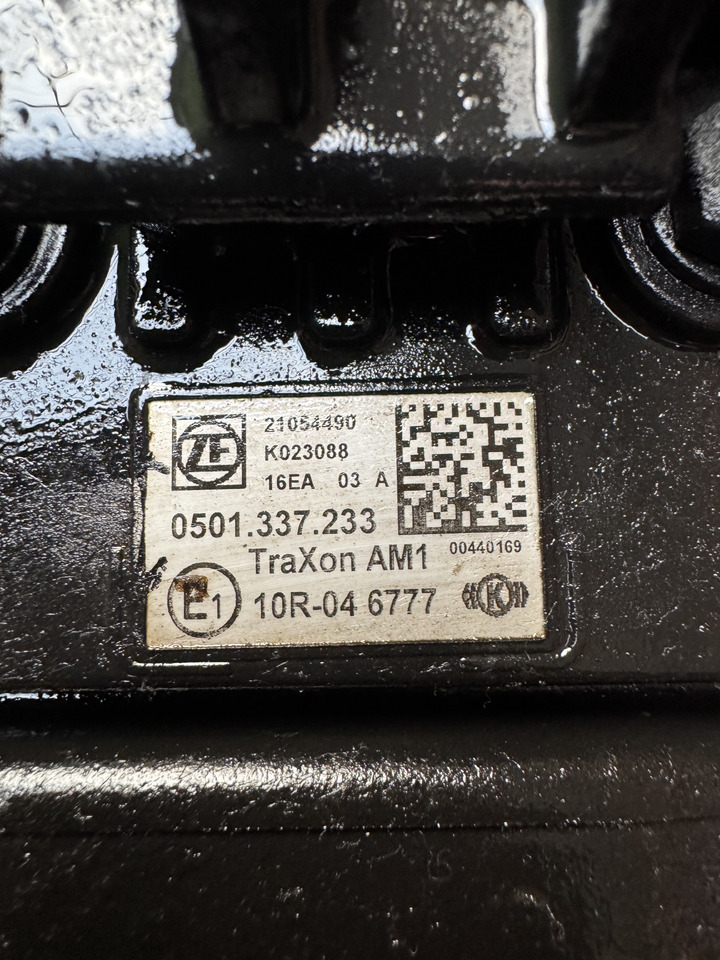 ZF
21054490
K023088
16EA 03 A
0501.337.233
TraXon AM1
00440169
E1
10R-04 6777
K